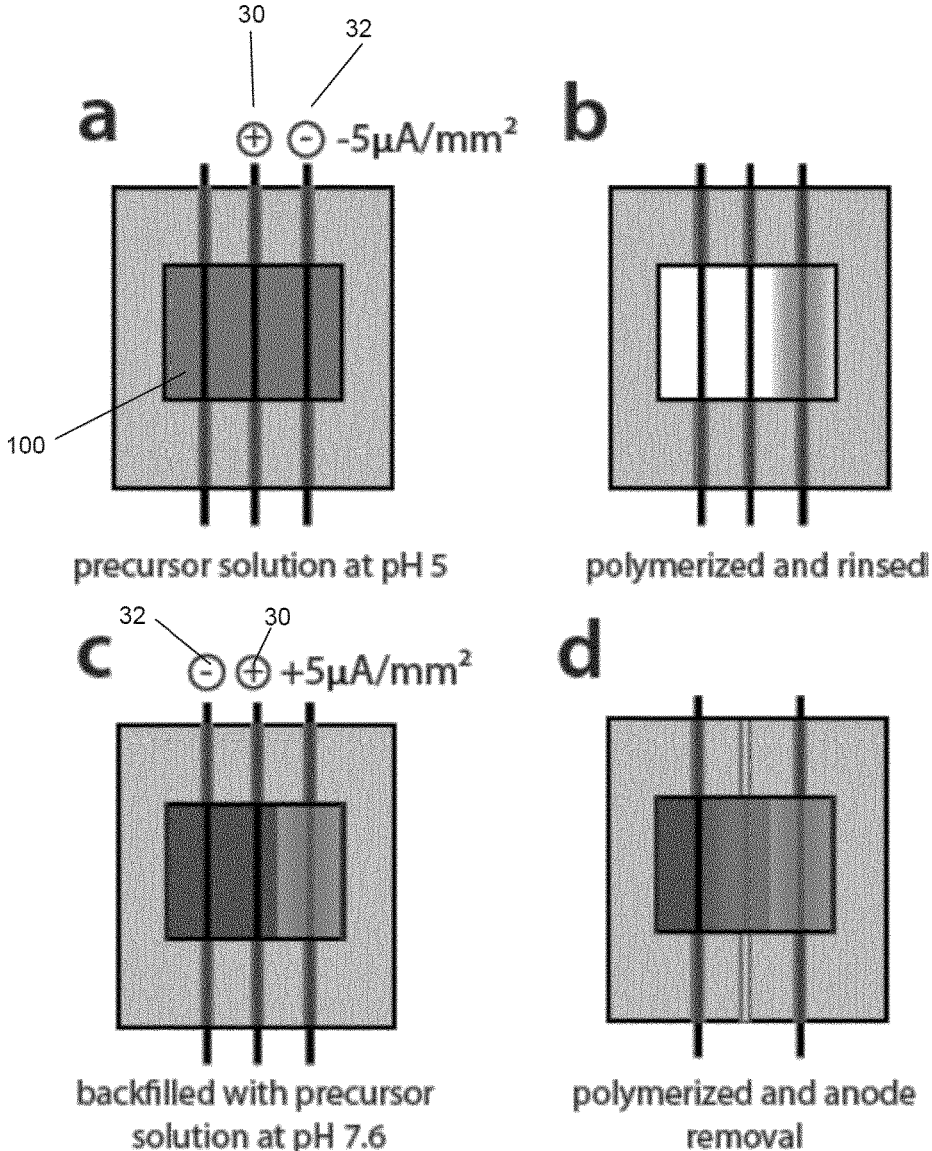 30
32
a
+ - -5µA/mm²
b
100
precursor solution at pH 5
polymerized and rinsed
32
30
c
- + +5µA/mm²
d
backfilled with precursor
solution at pH 7.6
polymerized and anode
removal